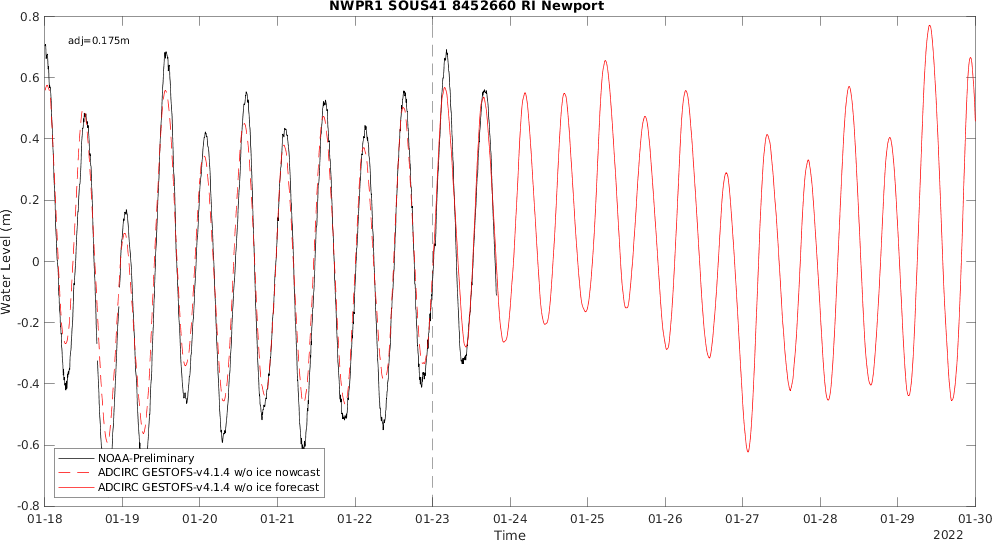 NWPR1 SOUS41 8452660 RI Newport
adj=0.175m
0.8
0.6
0.4
0.2
0
-0.2
-0.4
-0.6
-0.8
Water Level (m)
NOAA-Preliminary
ADCIRC GESTOFS-v4.1.4 w/o ice nowcast
ADCIRC GESTOFS-v4.1.4 w/o ice forecast
01-18 01-19 01-20 01-21 01-22 01-23 01-24 01-25 01-26 01-27 01-28 01-29 01-30
Time
2022